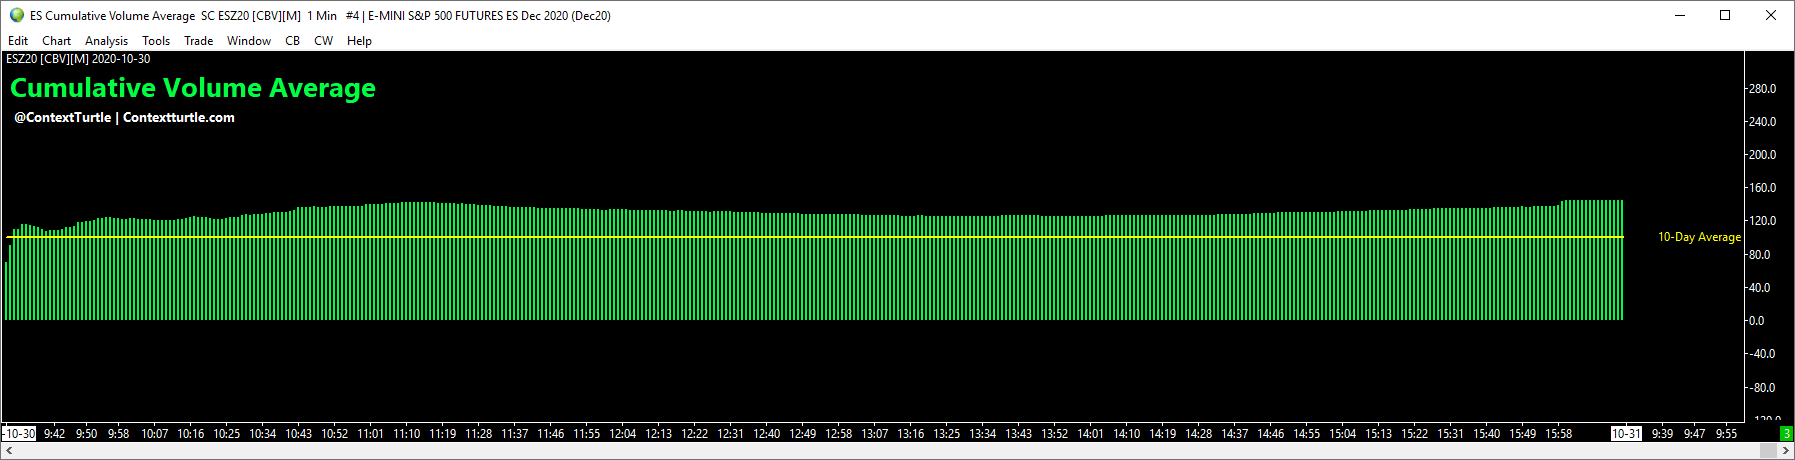 ES Cumulative Volume Average  SC ESZ20 [CBV][M]  1 Min   #4 | E-MINI S&P 500 FUTURES ES Dec 2020 (Dec20)
Edit Chart Analysis Tools Trade Window CB CW Help
ESZ20 [CBV][M] 2020-10-30
Cumulative Volume Average
@ContextTurtle | Contextturtle.com
280.0
240.0
200.0
160.0
120.0
10-Day Average
80.0
40.0
0.0
-40.0
-80.0
-10-30 9:42 9:50 9:58 10:07 10:16 10:25 10:34 10:43 10:52 11:01 11:10 11:19 11:28 11:37 11:46 11:55 12:04 12:13 12:22 12:31 12:40 12:49 12:58 13:07 13:16 13:25 13:34 13:43 13:52 14:01 14:10 14:19 14:28 14:37 14:46 14:55 15:04 15:13 15:22 15:31 15:40 15:49 15:58 10-31 9:39 9:47 9:55 3